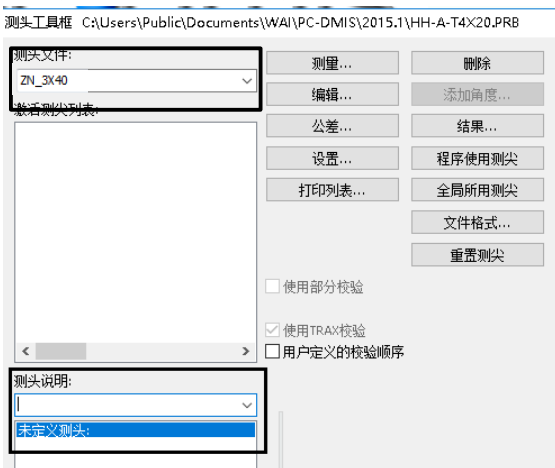 测头工具框 C:\Users\Public\Documents\WAI\PC-DMIS\2015.1\HH-A-T4X20.PRB
测头文件:
ZN_3X40
激活测尖列表:
测量...
删除
编辑...
添加角度...
公差...
结果...
设置...
程序使用测尖
打印列表...
全局所用测尖
文件格式...
重置测尖
使用部分校验
使用TRAX校验
用户定义的校验顺序
测头说明:
未定义测头: